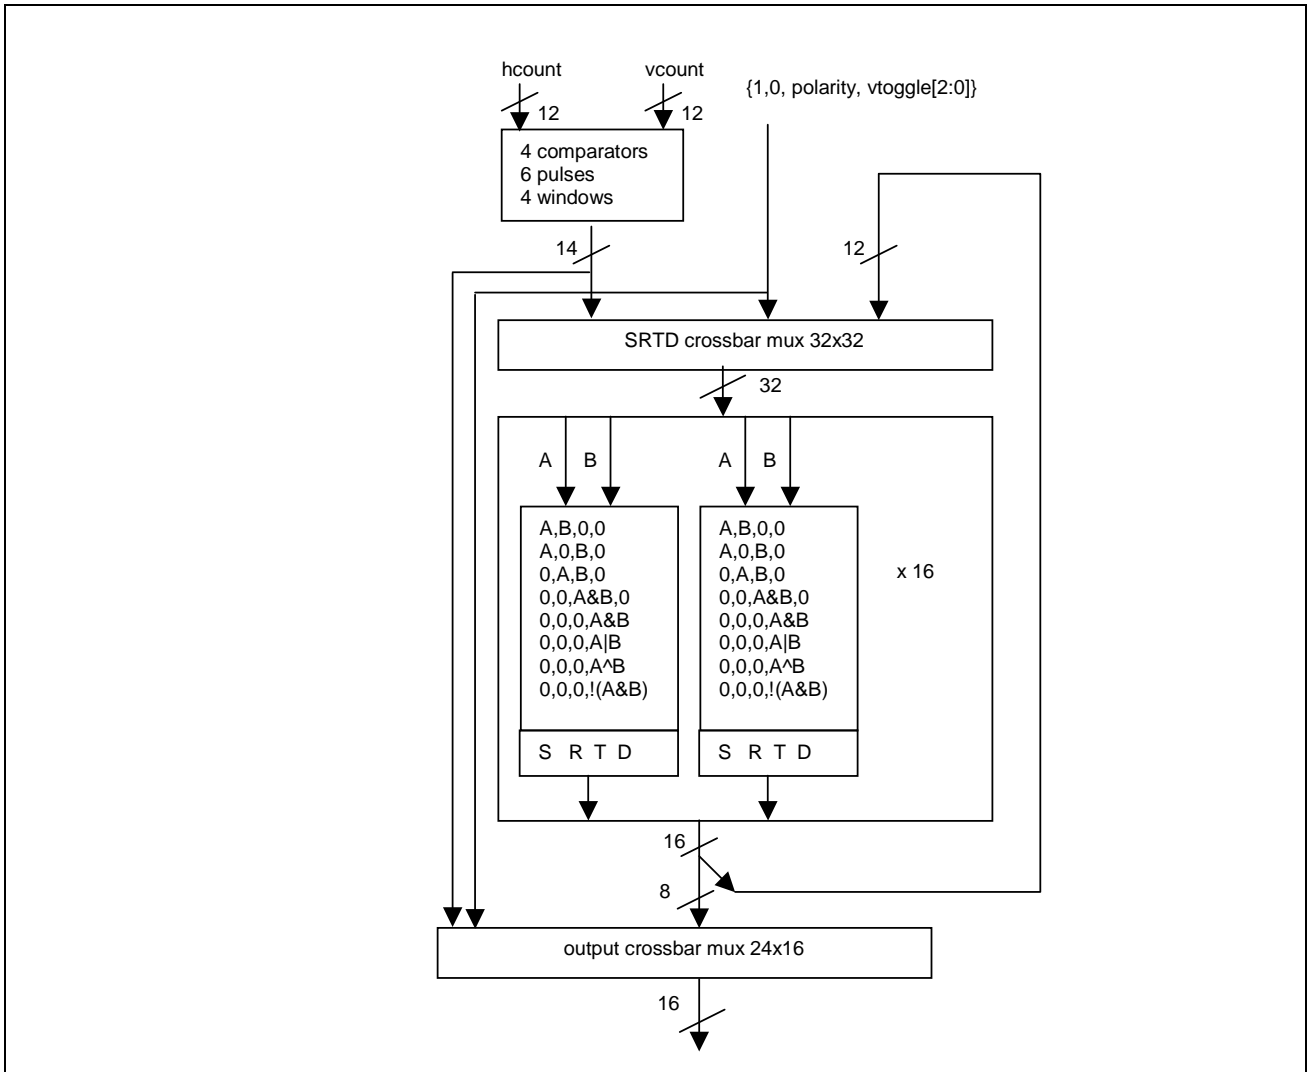 hcount
vcount
{1,0, polarity, vtoggle[2:0]}
12
12
4 comparators
6 pulses
4 windows
14
12
SRTD crossbar mux 32x32
32
A
B
A
B
A,B,0,0
A,0,B,0
0,A,B,0
0,0,A&B,0
0,0,0,A&B
0,0,0,A|B
0,0,0,A^B
0,0,0,!(A&B)
S R T D
A,B,0,0
A,0,B,0
0,A,B,0
0,0,A&B,0
0,0,0,A&B
0,0,0,A|B
0,0,0,A^B
0,0,0,!(A&B)
S R T D
x 16
16
8
output crossbar mux 24x16
16